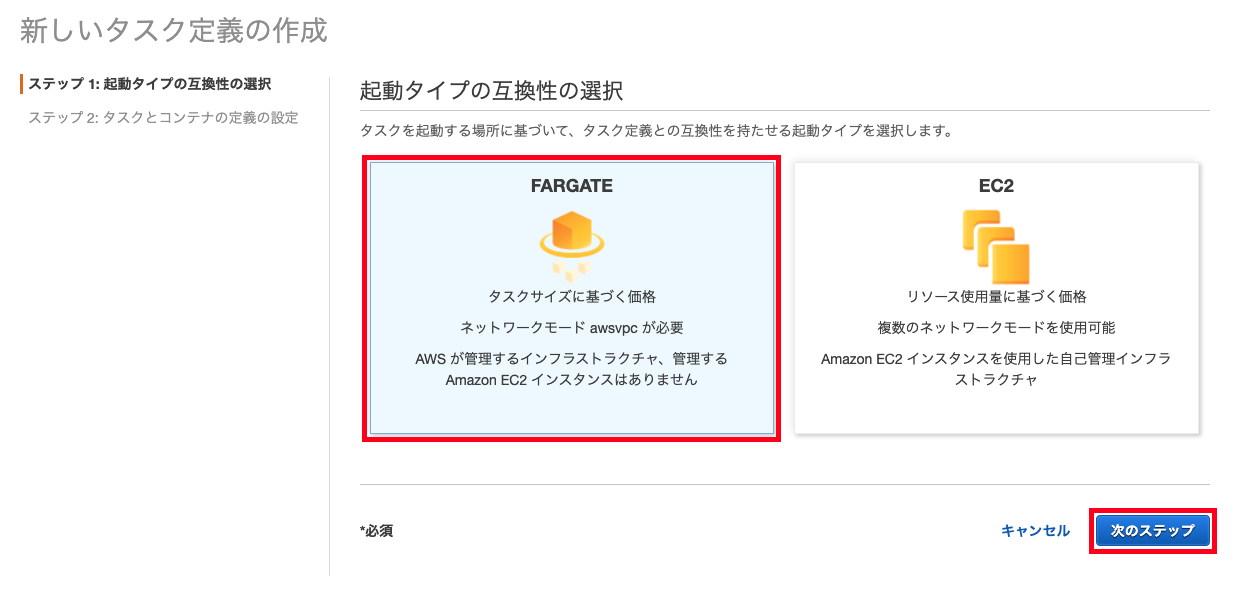 新しいタスク定義の作成
ステップ 1: 起動タイプの互換性の選択
ステップ 2: タスクとコンテナの定義の設定
起動タイプの互換性の選択
タスクを起動する場所に基づいて、タスク定義との互換性を持たせる起動タイプを選択します。
FARGATE
タスクサイズに基づく価格
ネットワークモード awsvpc が必要
AWS が管理するインフラストラクチャ、管理する
Amazon EC2 インスタンスはありません
EC2
リソース使用量に基づく価格
複数のネットワークモードを使用可能
Amazon EC2 インスタンスを使用した自己管理インフラ
ストラクチャ
*必須
キャンセル
次のステップ